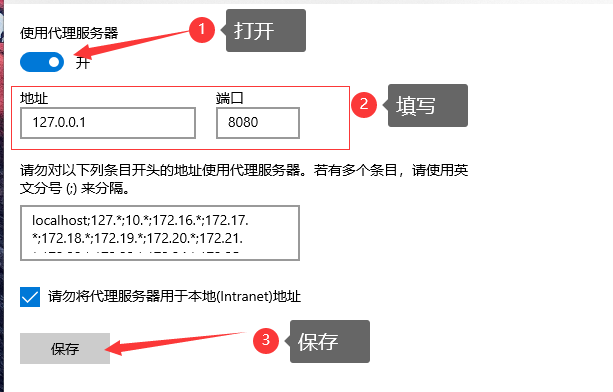 使用代理服务器
1 打开
开
地址 端口
127.0.0.1 8080
2 填写
请勿对以下列条目开头的地址使用代理服务器。若有多个条目，请使用英
文分号 (;) 来分隔。
localhost;127.*;10.*;172.16.*;172.17.
*;172.18.*;172.19.*;172.20.*;172.21.
请勿将代理服务器用于本地(Intranet)地址
保存
3 保存